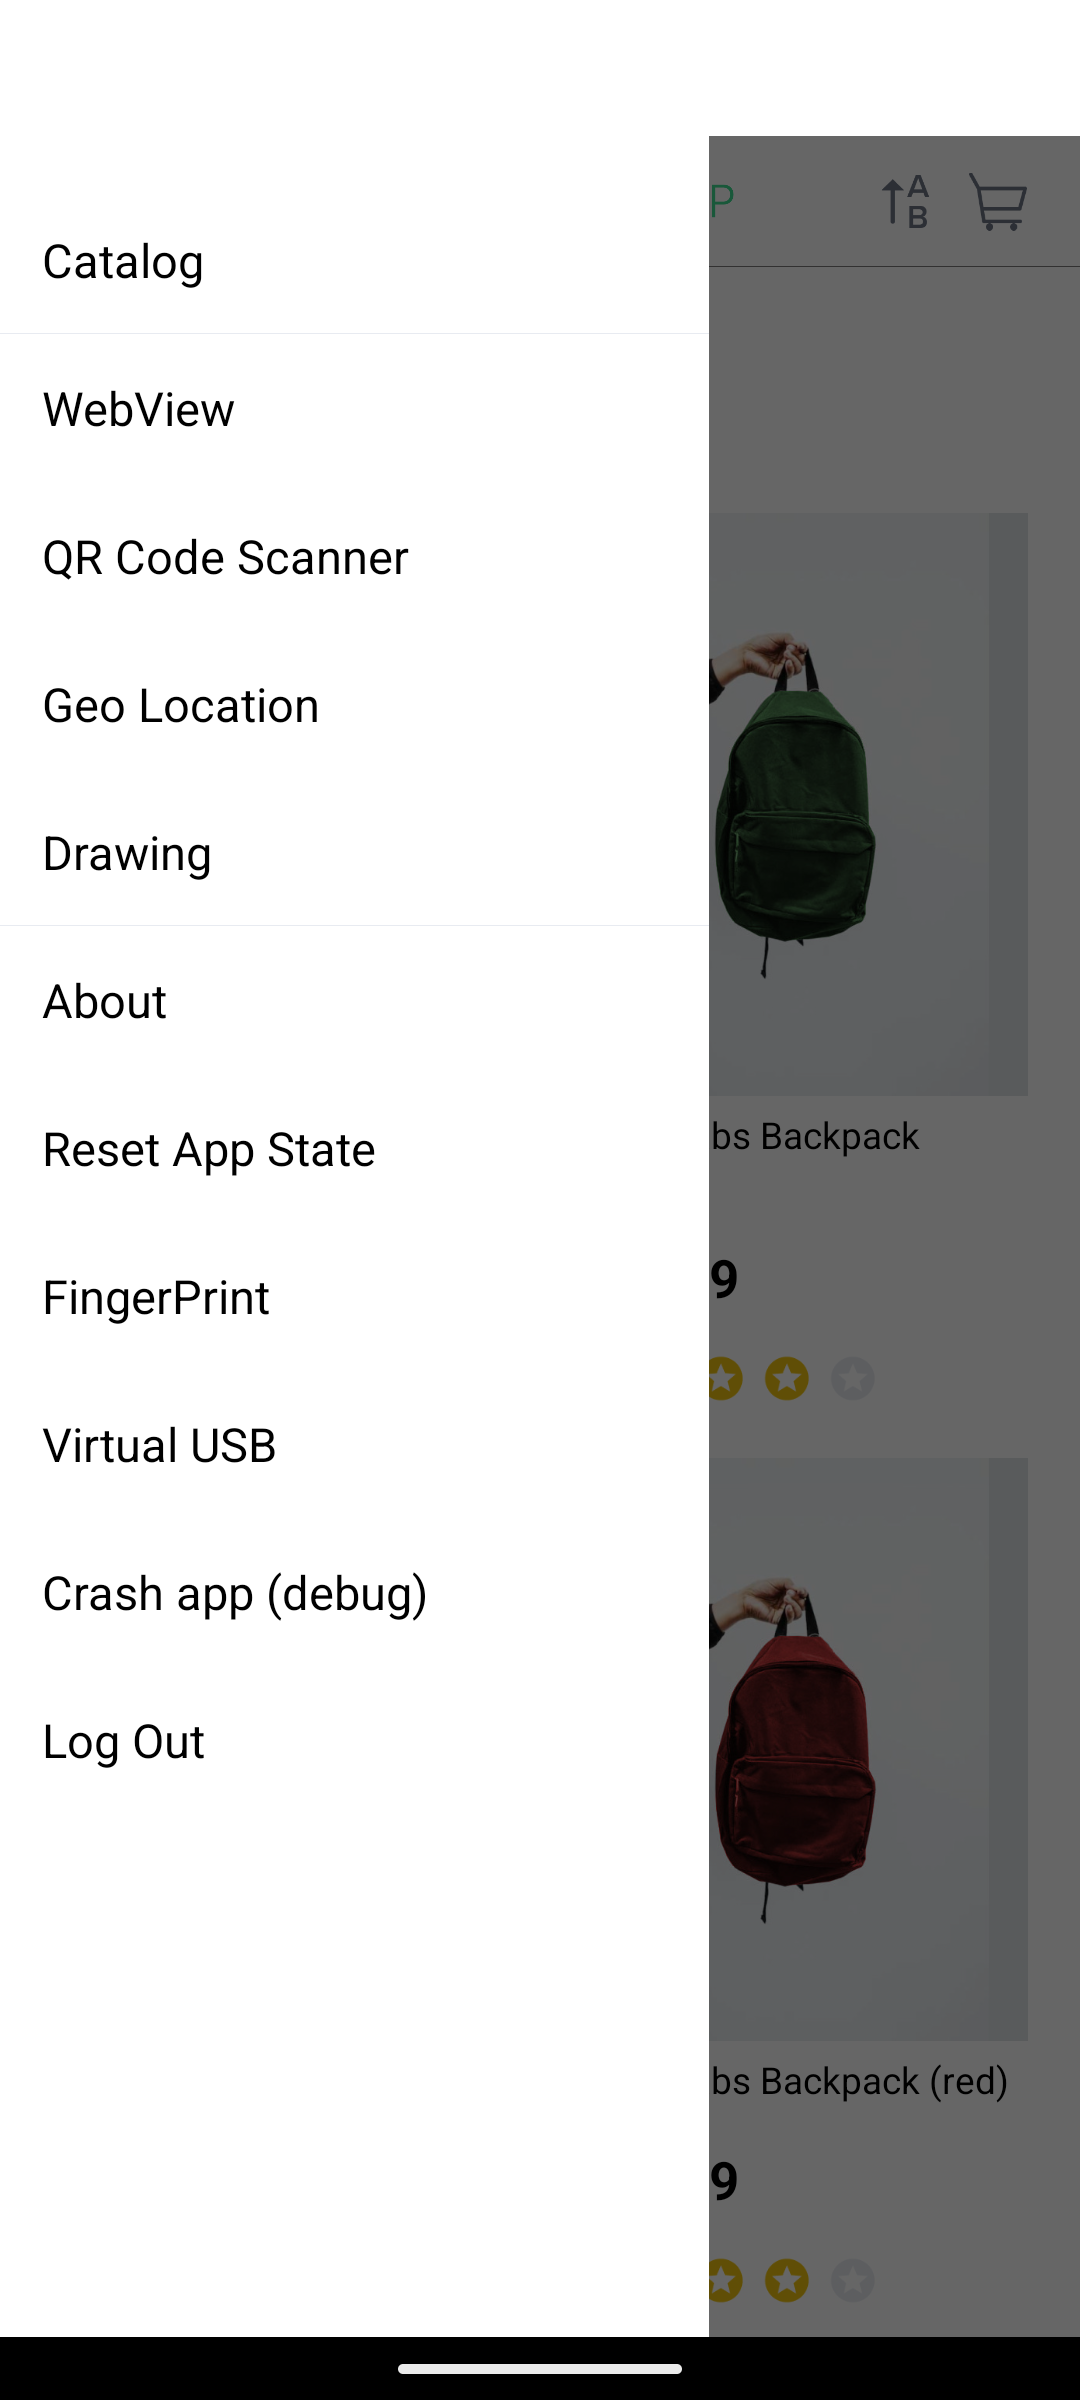 P
A
B
Catalog
WebView
QR Code Scanner
Geo Location
Drawing
About
Reset App State
FingerPrint
Virtual USB
Crash app (debug)
Log Out
bs Backpack
9
bs Backpack (red)
9